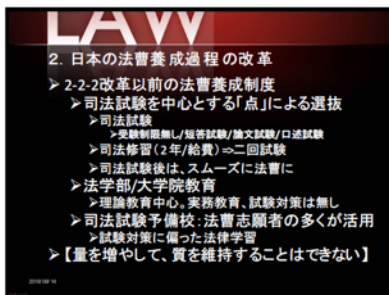 LAW
2. 日本の法曹養成過程の改革
➢ 2-2-2改革以前の法曹養成制度
➢司法試験を中心とする「点」による選抜
➢司法試験
➢受験制限無し/短答試験/論文試験/口述試験
➢司法修習(2年/給費)⇒二回試験
➢司法試験後は、スムーズに法曹に
➢法学部/大学院教育
➢理論教育中心。実務教育、試験対策は無し
➢司法試験予備校:法曹志願者の多くが活用
➢試験対策に偏った法律学習
➢【量を増やして、質を維持することはできない】